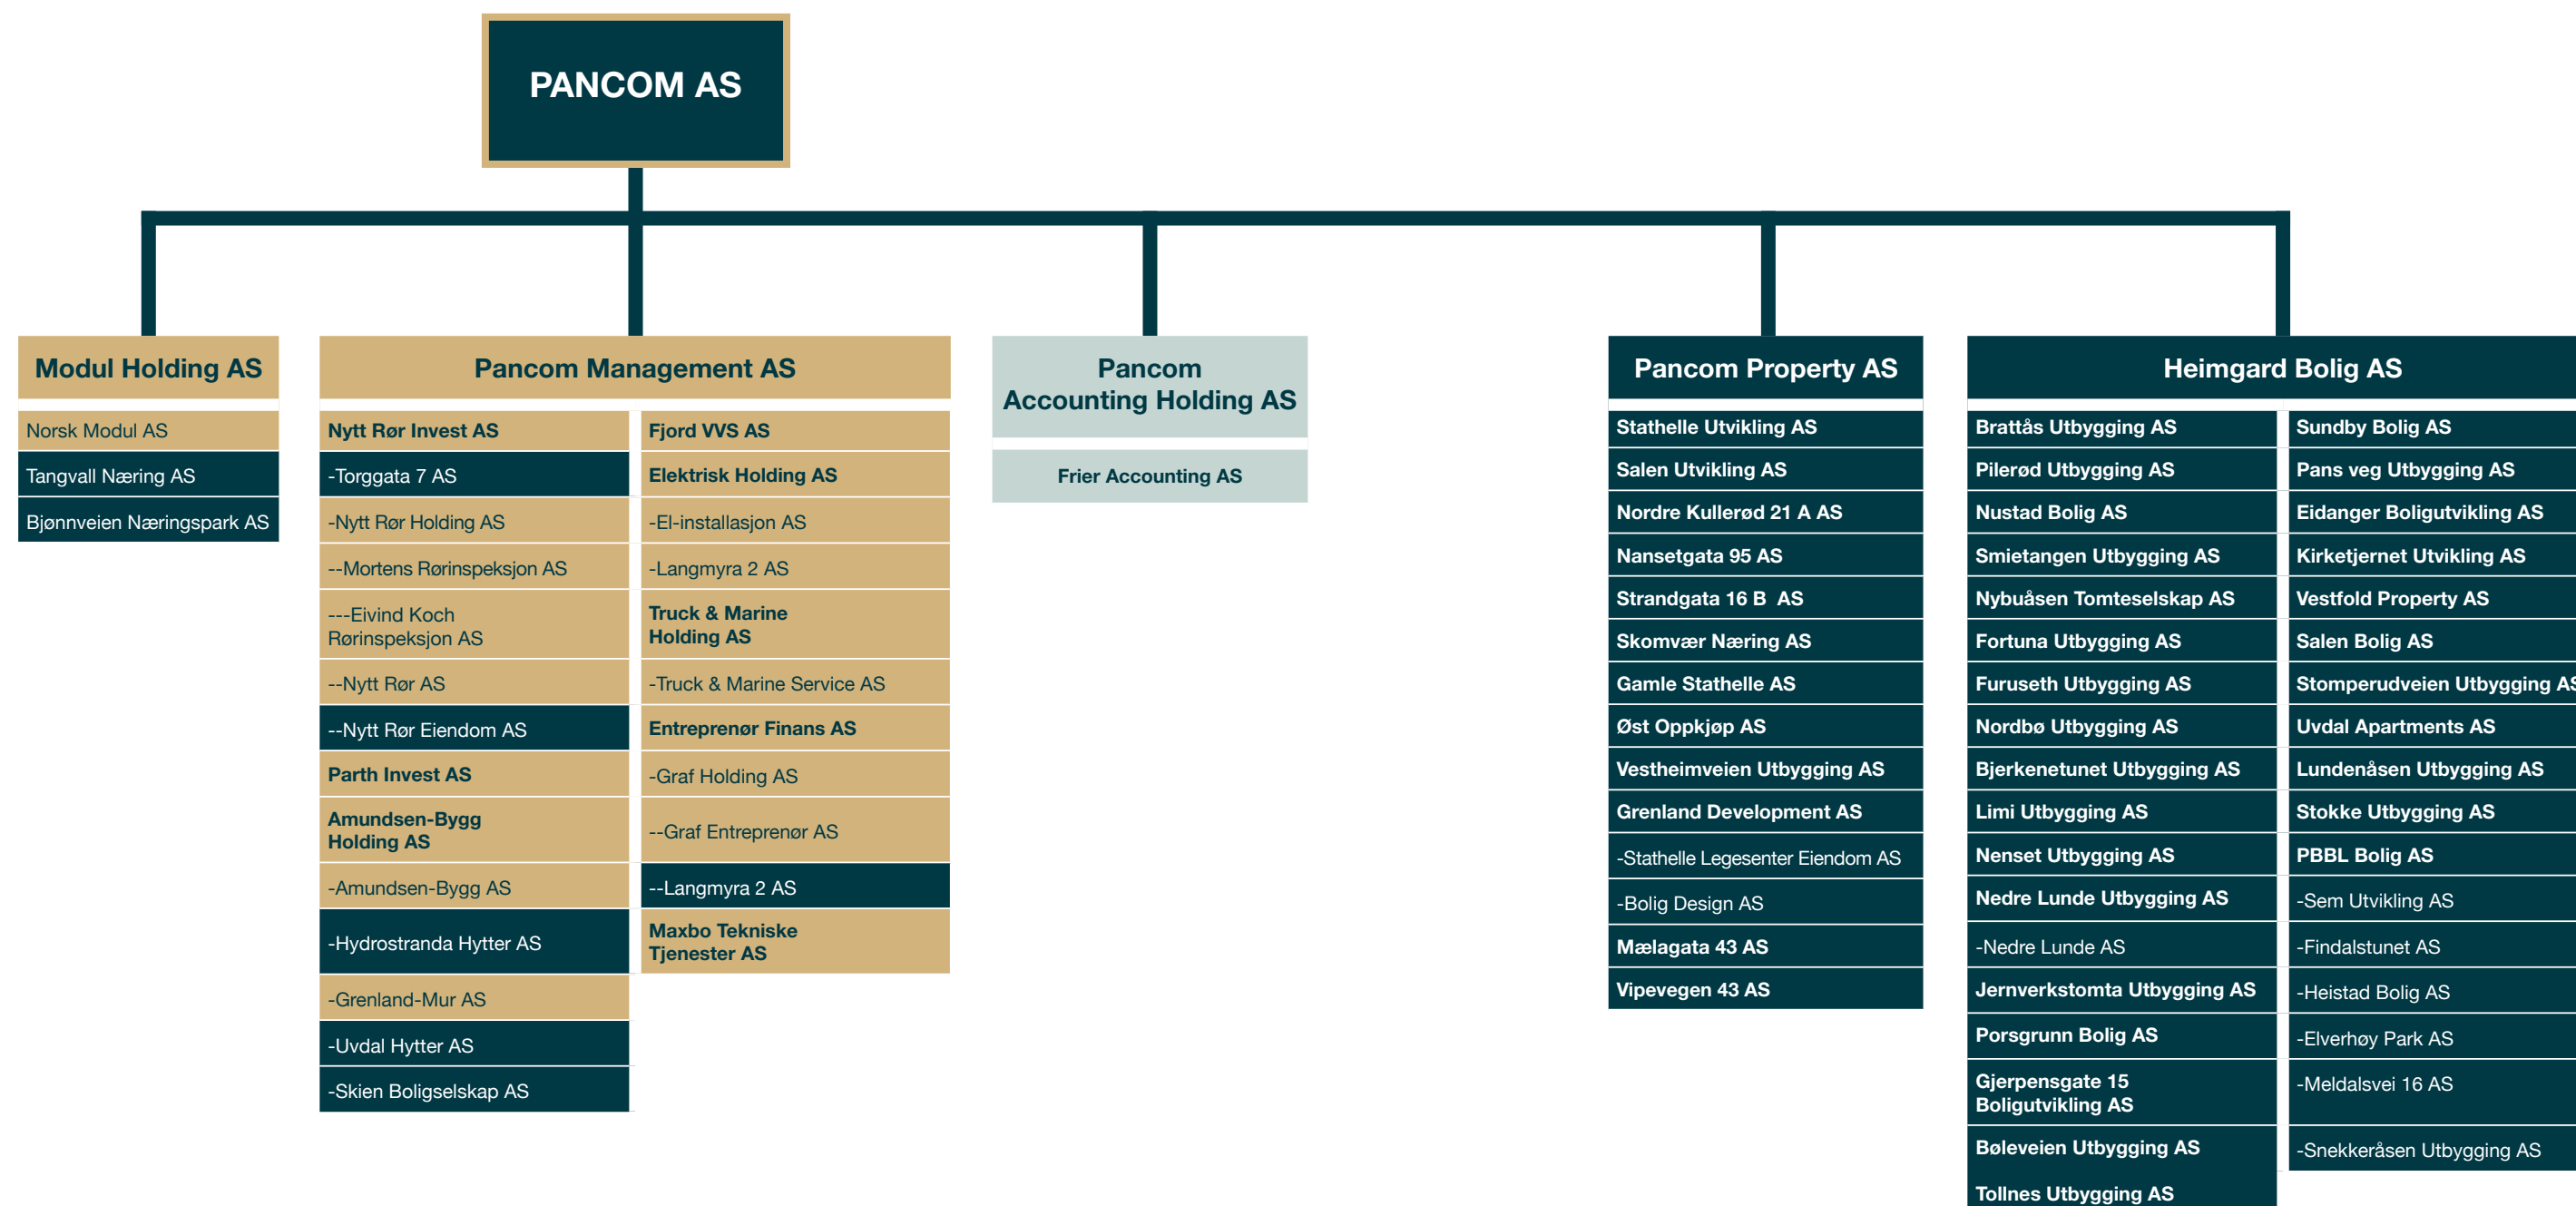 PANCOM AS
Modul Holding AS
Norsk Modul AS
Tangvall Næring AS
Bjønnveien Næringspark AS
Pancom Management AS
Nytt Rør Invest AS
-Torggata 7 AS
-Nytt Rør Holding AS
--Mortens Rørinspeksjon AS
---Eivind Koch
Rørinspeksjon AS
--Nytt Rør AS
--Nytt Rør Eiendom AS
Parth Invest AS
Amundsen-Bygg
Holding AS
-Amundsen-Bygg AS
-Hydrostranda Hytter AS
-Grenland-Mur AS
-Uvdal Hytter AS
-Skien Boligselskap AS
Fjord VVS AS
Elektrisk Holding AS
-El-installasjon AS
-Langmyra 2 AS
Truck & Marine
Holding AS
-Truck & Marine Service AS
Entreprenør Finans AS
-Graf Holding AS
--Graf Entreprenør AS
--Langmyra 2 AS
Maxbo Tekniske
Tjenester AS
Pancom
Accounting Holding AS
Frier Accounting AS
Pancom Property AS
Stathelle Utvikling AS
Salen Utvikling AS
Nordre Kullerød 21 A AS
Nansetgata 95 AS
Strandgata 16 B AS
Skomvær Næring AS
Gamle Stathelle AS
Øst Oppkjøp AS
Vestheimveien Utbygging AS
Grenland Development AS
-Stathelle Legesenter Eiendom AS
-Bolig Design AS
Mælagata 43 AS
Vipevegen 43 AS
Heimgard Bolig AS
Brattås Utbygging AS
Pilerød Utbygging AS
Nustad Bolig AS
Smietangen Utbygging AS
Nybuåsen Tomteselskap AS
Fortuna Utbygging AS
Furuseth Utbygging AS
Nordbø Utbygging AS
Bjerkenetunet Utbygging AS
Limi Utbygging AS
Nenset Utbygging AS
Nedre Lunde Utbygging AS
-Nedre Lunde AS
Jernverkstomta Utbygging AS
Porsgrunn Bolig AS
Gjerpensgate 15
Boligutvikling AS
Bøleveien Utbygging AS
Tollnes Utbygging AS
Sundby Bolig AS
Pans veg Utbygging AS
Eidanger Boligutvikling AS
Kirketjernet Utvikling AS
Vestfold Property AS
Salen Bolig AS
Stomperudveien Utbygging AS
Uvdal Apartments AS
Lundenåsen Utbygging AS
Stokke Utbygging AS
PBBL Bolig AS
-Sem Utvikling AS
-Findalstunet AS
-Heistad Bolig AS
-Elverhøy Park AS
-Meldalsvei 16 AS
-Snekkeråsen Utbygging AS